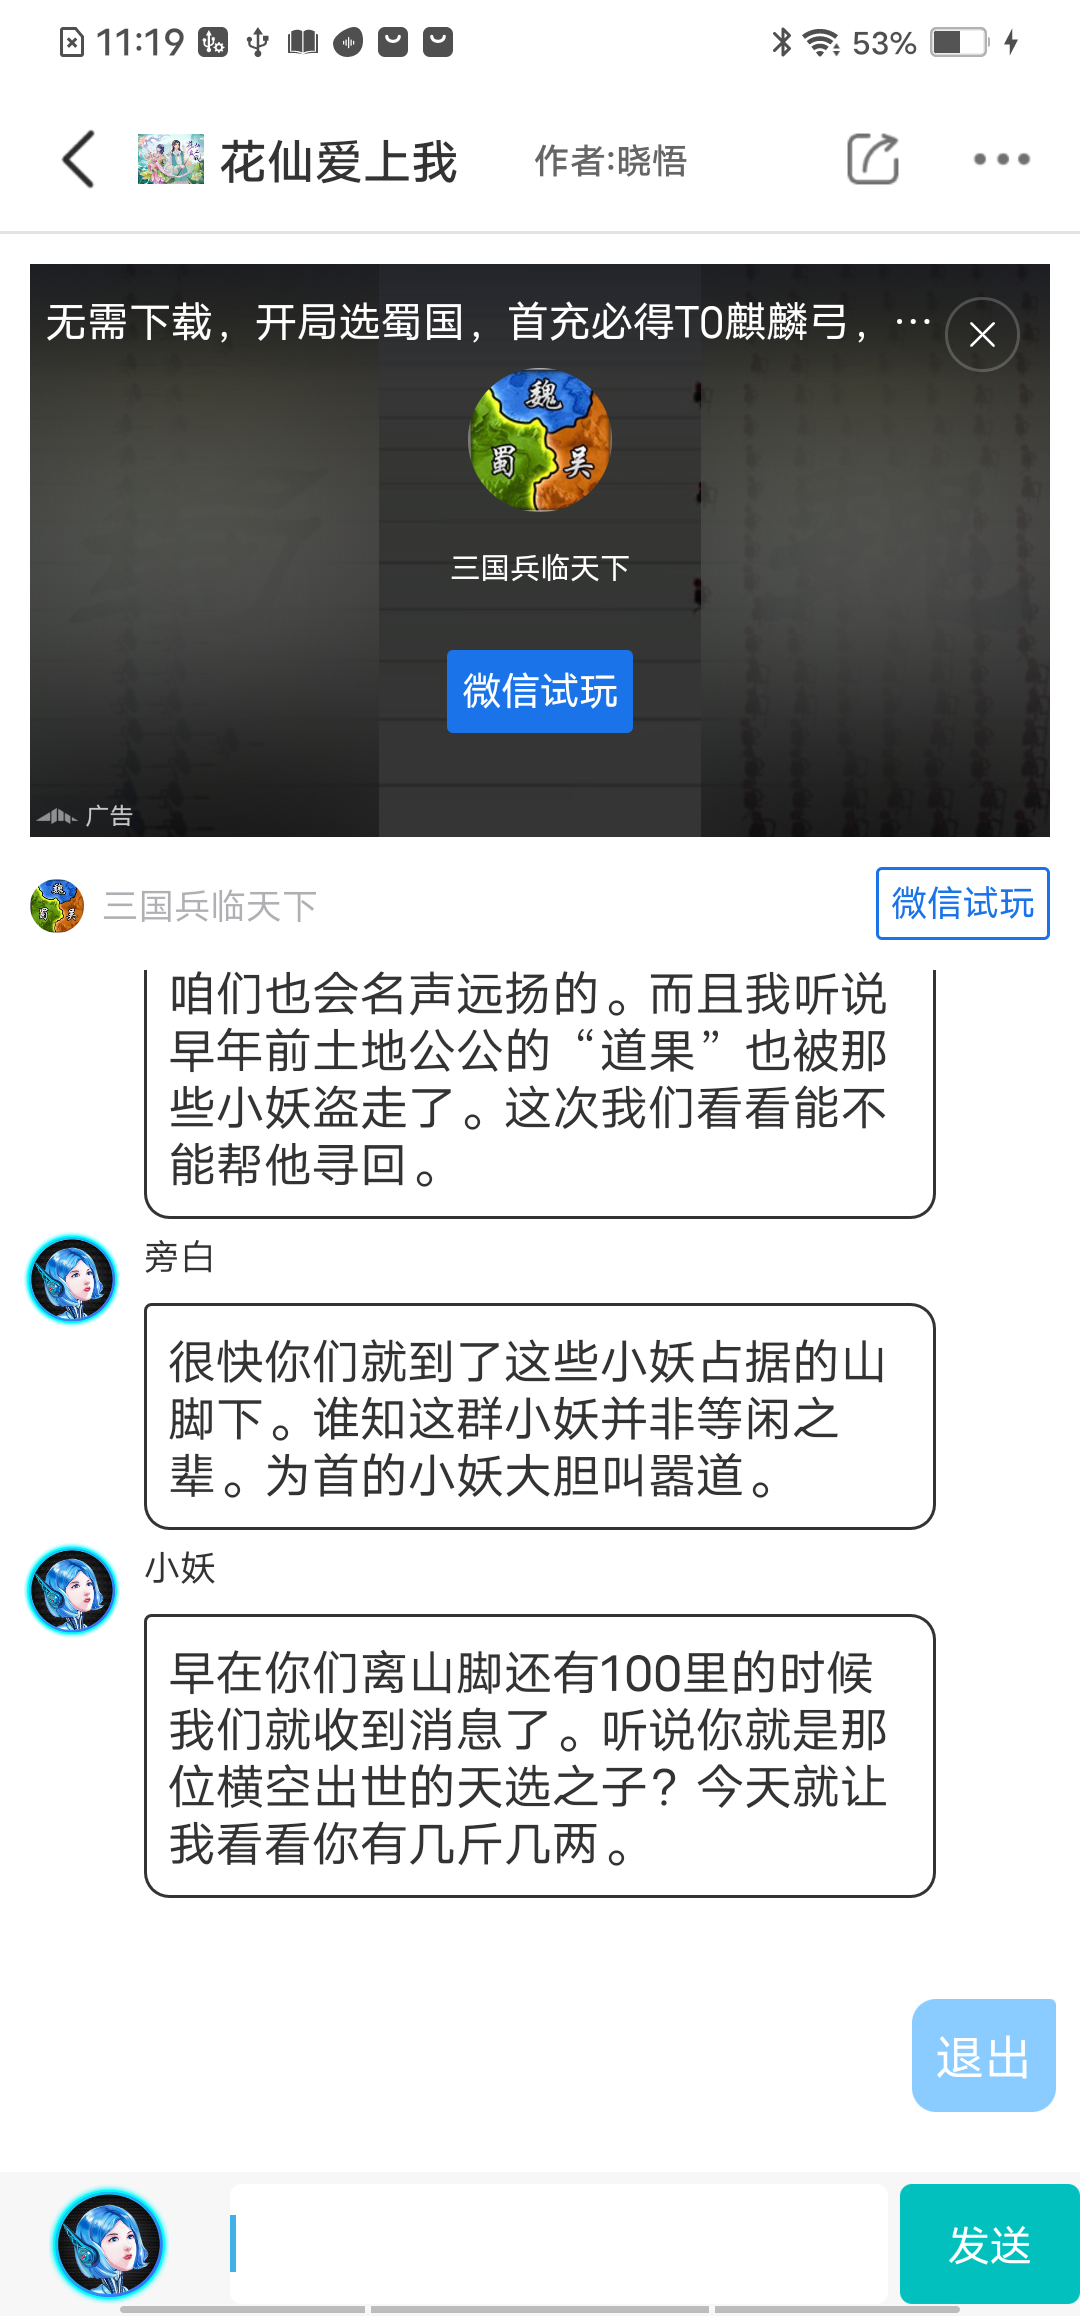 11:19
53%
花仙爱上我
作者:晓悟
无需下载，开局选蜀国，首充必得T0麒麟弓，…
魏
蜀
吴
三国兵临天下
微信试玩
广告
魏
蜀
吴
三国兵临天下
微信试玩
咱们也会名声远扬的。而且我听说
早年前土地公公的“道果”也被那
些小妖盗走了。这次我们看看能不
能帮他寻回。
旁白
很快你们就到了这些小妖占据的山
脚下。谁知这群小妖并非等闲之
辈。为首的小妖大胆叫嚣道。
小妖
早在你们离山脚还有100里的时候
我们就收到消息了。听说你就是那
位横空出世的天选之子？今天就让
我看看你有几斤几两。
退出
发送